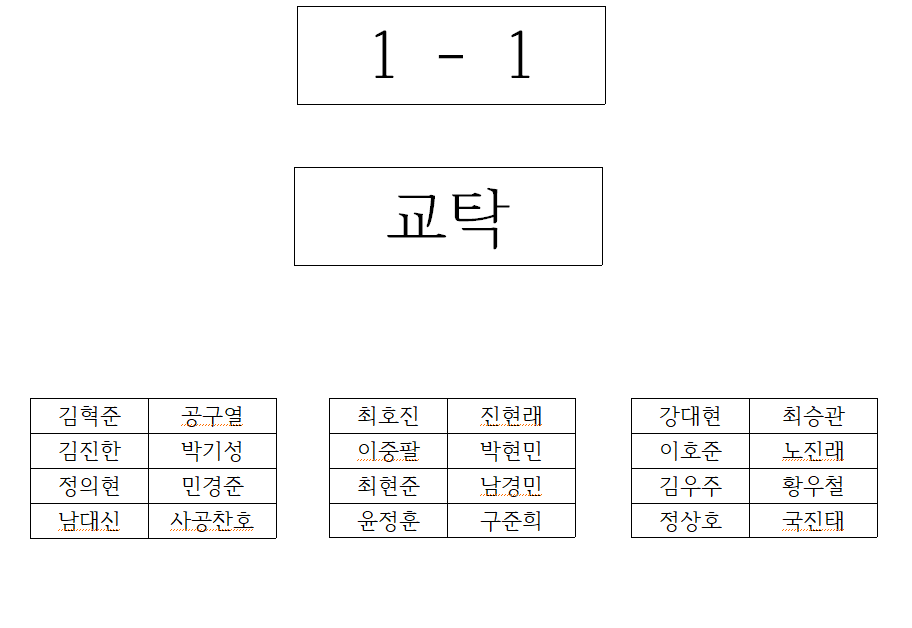 1 - 1
교탁
김혁준 공구열 최호진 진현래 강대현 최승관
김진한 박기성 이중팔 박현민 이호준 노진래
정의현 민경준 최현준 남경민 김우주 황우철
남대신 사공찬호 윤정훈 구준희 정상호 국진태